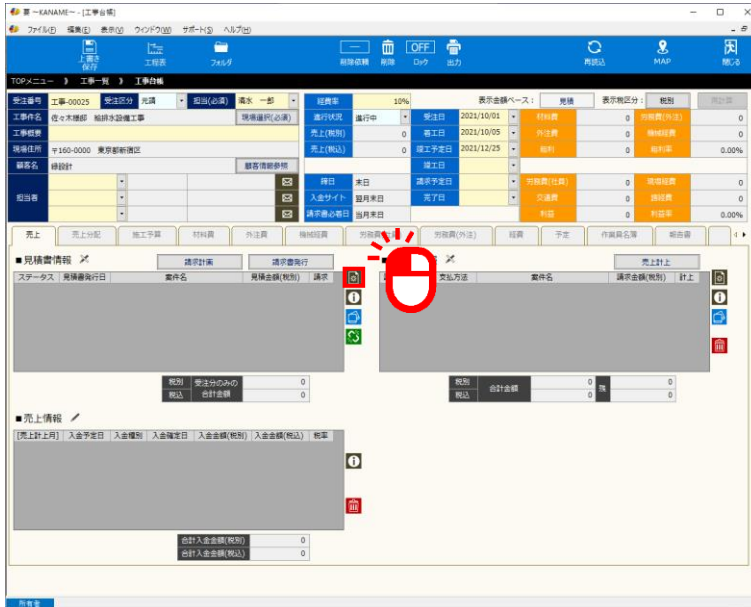 要 ～KANAME～ - [工事台帳]
ファイル(F) 編集(E) 表示(V) ウィンドウ(W) サポート(S) ヘルプ(H)
上書き保存 工程表 フォルダ 削除依頼 削除 OFF ロック 出力 再読込 MAP 閉じる
TOPメニュー 》 工事一覧 》 工事台帳
受注番号 工事-00025 受注区分 元請 担当(必須) 清水 一郎 経費率 10% 表示金額ベース： 見積 表示税区分： 税別
工事名 佐々木様邸 給排水設備工事 現場選択(必須) 進行状況 進行中 受注日 2021/10/01 材料費 0 労務費(外注) 0
工事概要 売上(税別) 0 着工日 2021/10/05 外注費 0 機械経費 0
現場住所 〒160-0000 東京都新宿区 売上(税込) 0 竣工予定日 2021/12/25 粗利 0 粗利率 0.00%
顧客名 緑設計 顧客情報参照 竣工日
担当者 締日 末日 請求予定日 労務費(社員) 0 現場経費 0
入金サイト 翌月末日 完了日 交通費 0 諸経費 0
請求書必着日 当月末日 利益 0 利益率 0.00%
売上 売上分配 施工予算 材料費 外注費 機械経費 労務費(社員) 労務費(外注) 経費 予定 作業員名簿 報告書
■見積書情報 請求計画 請求書発行 売上計上
ステータス 見積書発行日 案件名 見積金額(税別) 請求 支払方法 案件名 請求金額(税別) 計上
税別 受注分のみの 0 税別 合計金額 0 残 0
税込 合計金額 0 税込 0 0
■売上情報
[売上計上月] 入金予定日 入金種別 入金確定日 入金金額(税別) 入金金額(税込) 税率
合計入金金額(税別) 0
合計入金金額(税込) 0
所有者